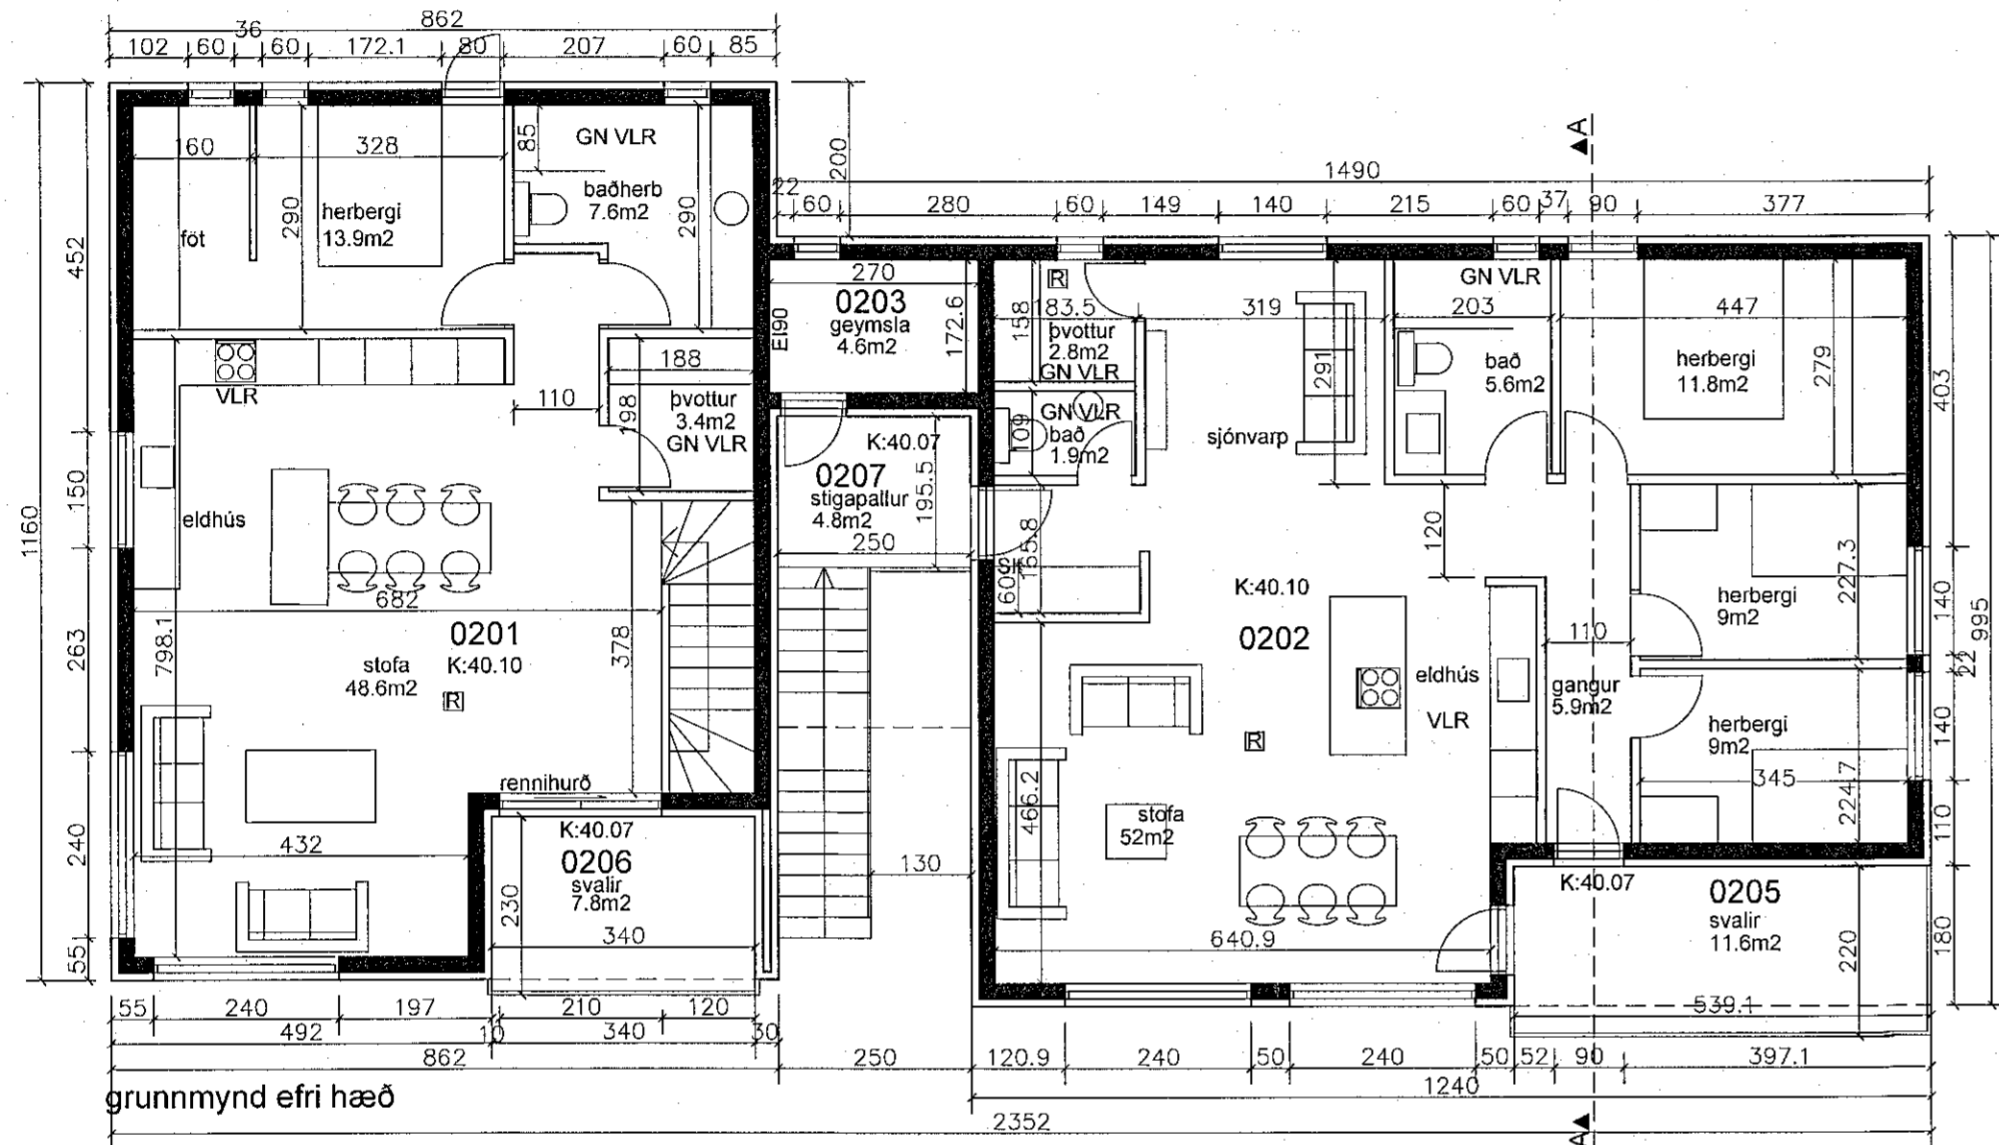 862
36
102 60 60 172.1 80 207 60 85
A
1490
22 60 280 60 149 140 215 60 37 90 377
200
452
150
263
240
55
1160
160 328 85 GN VLR
baðherb
7.6m2
290
herbergi
13.9m2
290
föt
VLR
110
188
198
þvottur
3.4m2
GN VLR
eldhús
682
0201
K:40.10
stofa
48.6m2
R
798.1
378
rennihurð
432
K:40.07
0206
svalir
7.8m2
230
340
270
0203
geymsla
4.6m2
EI90
172.6
K:40.07
0207
stigapallur
4.8m2
195.5
250
130
R
183.5
158
þvottur
2.8m2
GN VLR
GN VLR
109
bað
1.9m2
319
291
sjónvarp
GN VLR
203
bað
5.6m2
447
herbergi
11.8m2
279
155.8
60
120
K:40.10
0202
110
eldhús
VLR
R
gangur
5.9m2
herbergi
9m2
227.3
herbergi
9m2
345
224.7
466.2
stofa
52m2
640.9
K:40.07
0205
svalir
11.6m2
220
539.1
403
140
22
140
110
180
995
55 240 197 210 120
492 10 340 30
862 250 120.9 240 50 240 50 52 90 397.1
1240
grunnmynd efri hæð
2352
A